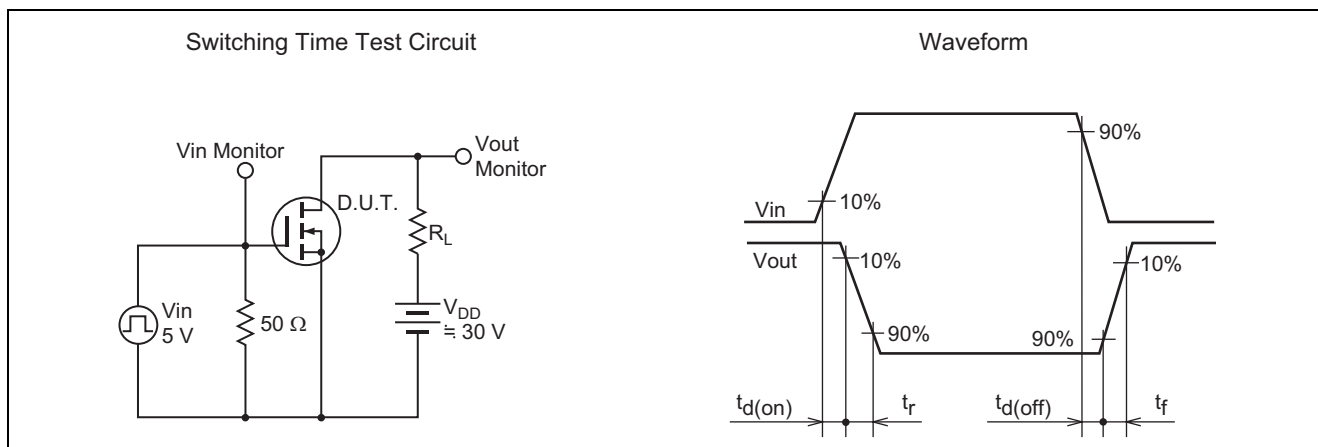 Switching Time Test Circuit
Vin Monitor
Vout
Monitor
D.U.T.
RL
Vin
5 V
50 Ω
VDD
≒ 30 V
Waveform
90%
Vin
10%
Vout
10%
10%
90%
90%
td(on)
tr
td(off)
tf